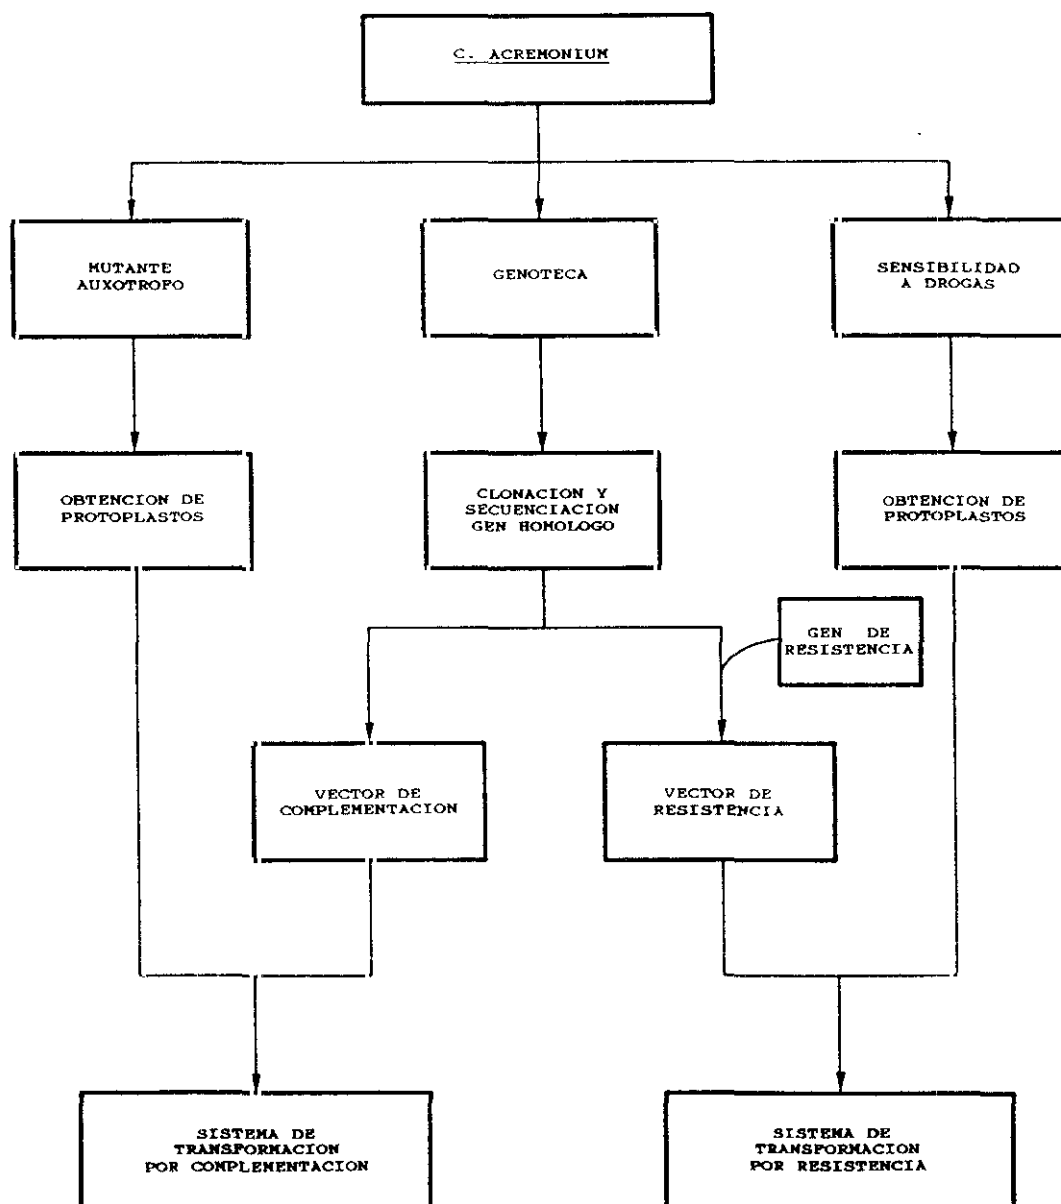 C. ACREMONIUM
MUTANTE
AUXOTROFO
GENOTECA
SENSIBILIDAD
A DROGAS
OBTENCION DE
PROTOPLASTOS
CLONACION Y
SECUENCIACION
GEN HOMOLOGO
OBTENCION DE
PROTOPLASTOS
GEN DE
RESISTENCIA
VECTOR DE
COMPLEMENTACION
VECTOR DE
RESISTENCIA
SISTEMA DE
TRANSFORMACION
POR COMPLEMENTACION
SISTEMA DE
TRANSFORMACION
POR RESISTENCIA